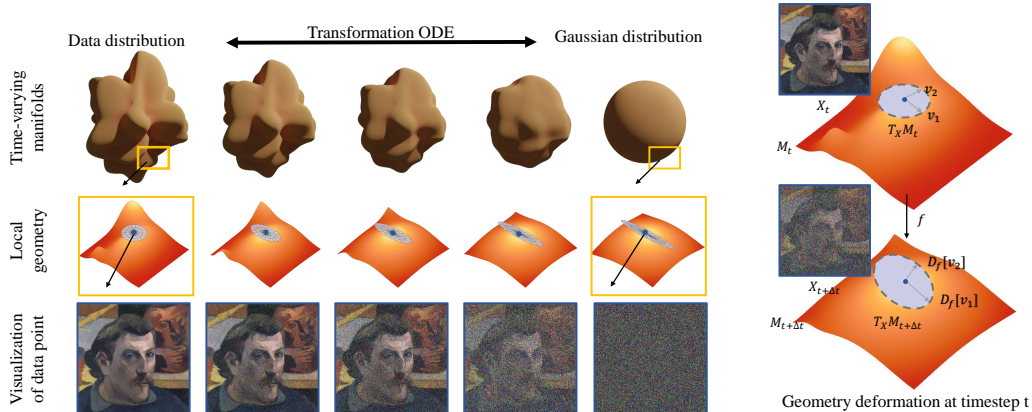 Data distribution
Transformation ODE
Gaussian distribution
Time-varying
manifolds
Local
geometry
Visualization
of data point
X_t
v_2
v_1
T_X M_t
M_t
f
D_f[v_2]
X_{t+Δt}
D_f[v_1]
M_{t+Δt}
T_X M_{t+Δt}
Geometry deformation at timestep t